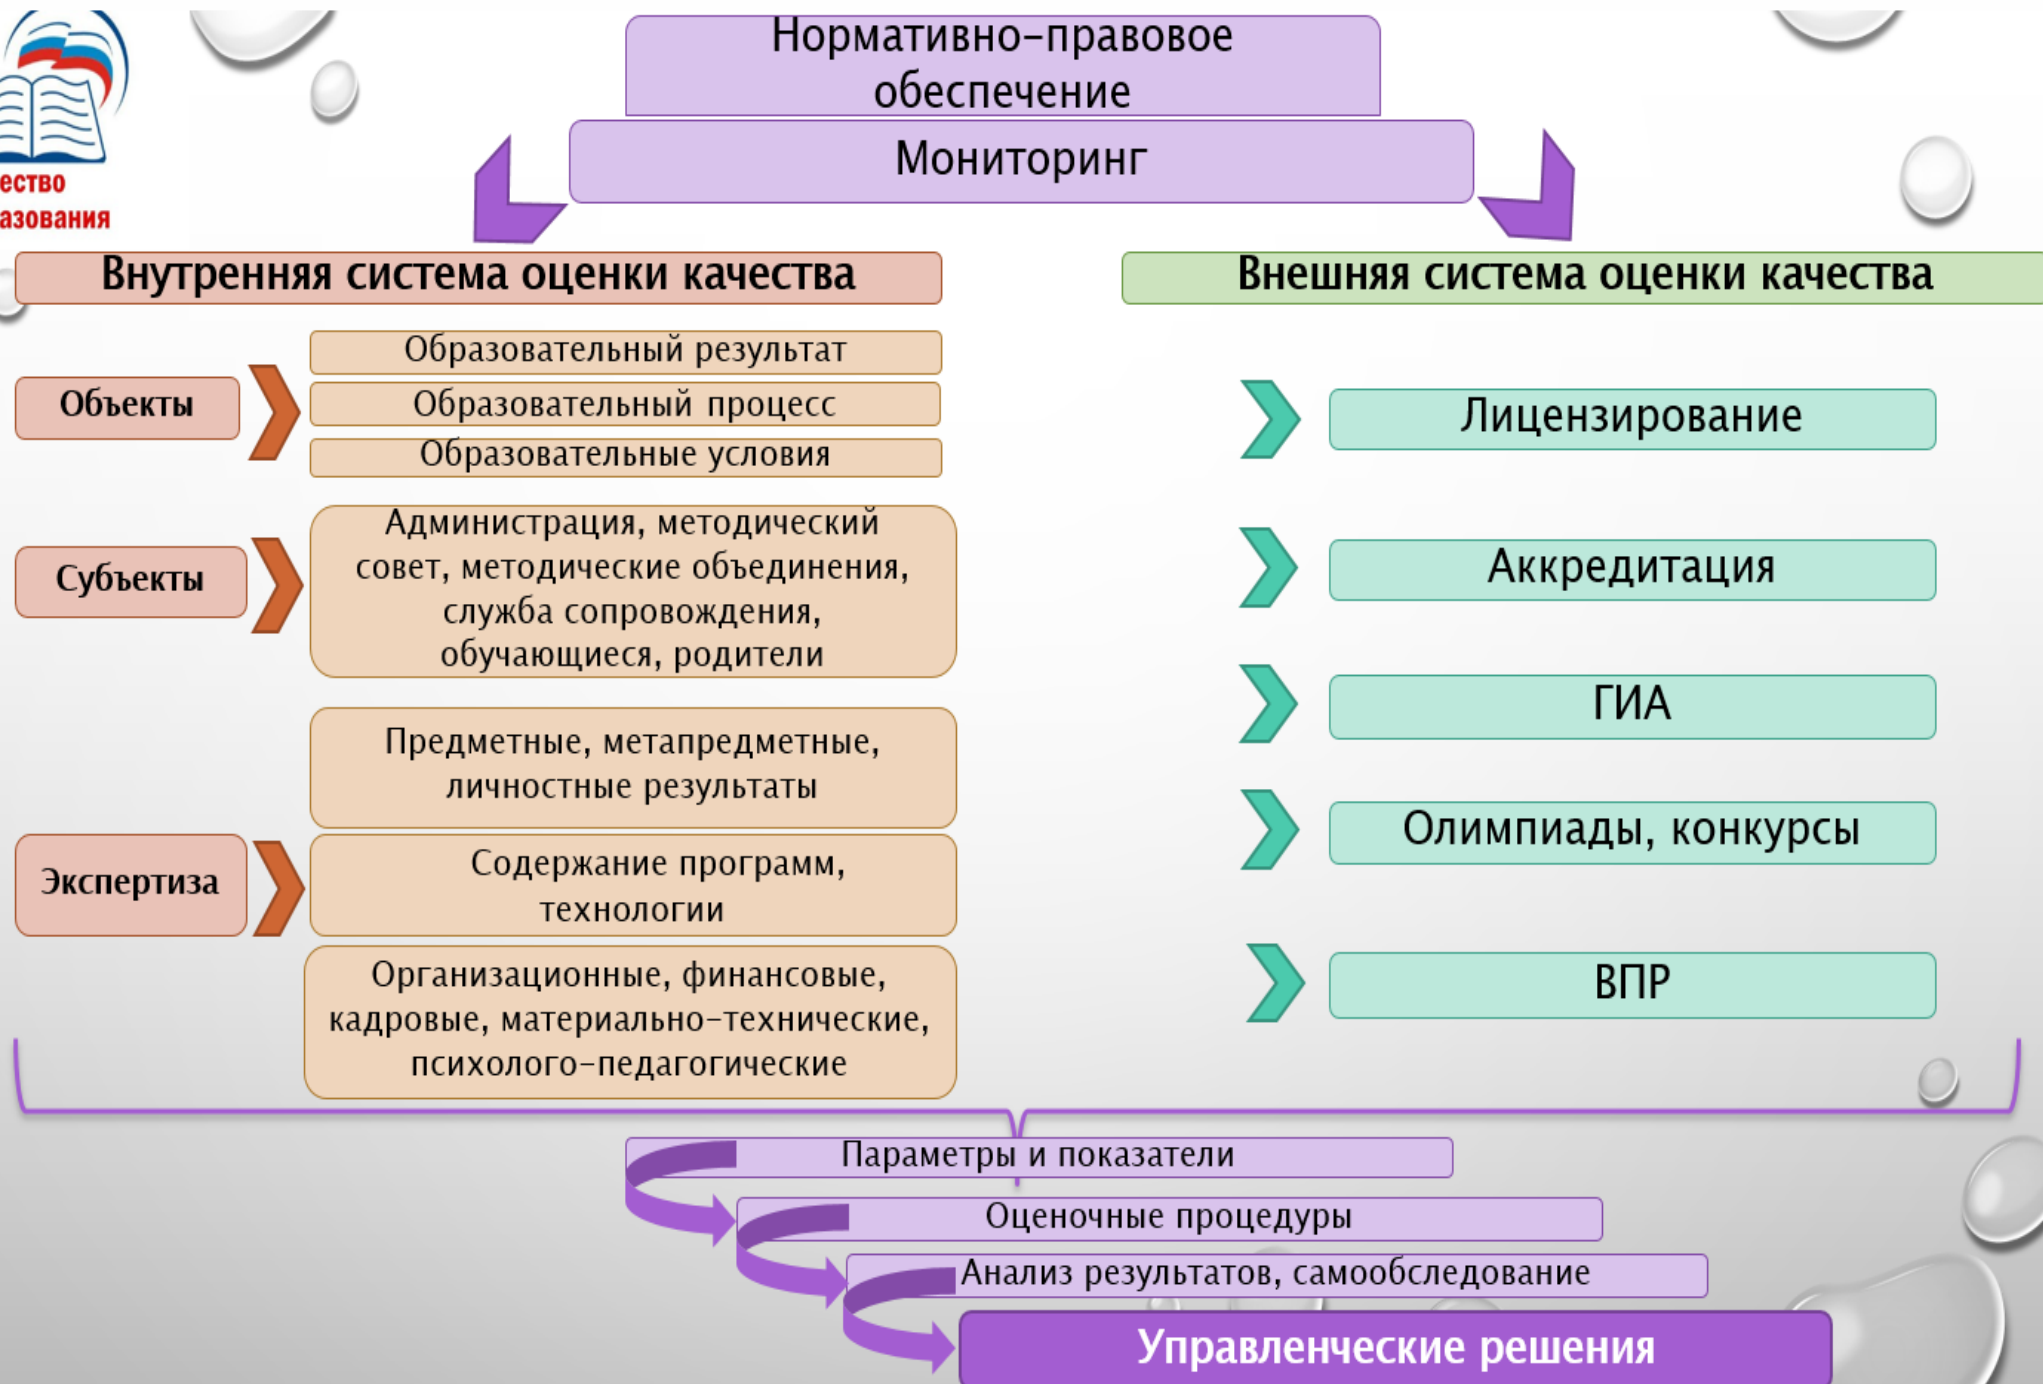 Нормативно-правовое
обеспечение
Мониторинг
ество
азования
Внутренняя система оценки качества
Объекты
Образовательный результат
Образовательный процесс
Образовательные условия
Субъекты
Администрация, методический
совет, методические объединения,
служба сопровождения,
обучающиеся, родители
Экспертиза
Предметные, метапредметные,
личностные результаты
Содержание программ,
технологии
Организационные, финансовые,
кадровые, материально-технические,
психолого-педагогические
Внешняя система оценки качества
Лицензирование
Аккредитация
ГИА
Олимпиады, конкурсы
ВПР
Параметры и показатели
Оценочные процедуры
Анализ результатов, самообследование
Управленческие решения